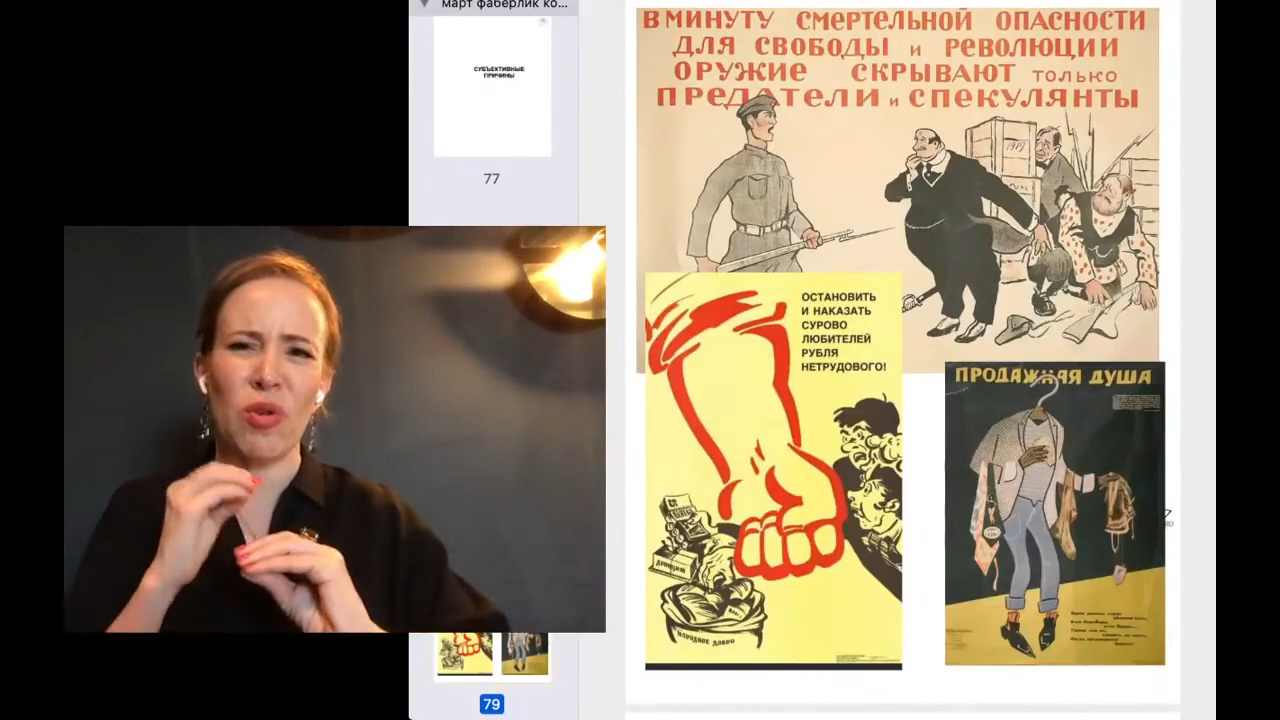 март фаберлик ко...
СУБЪЕКТИВНЫЕ
ПРИЧИНЫ
77
79
В МИНУТУ СМЕРТЕЛЬНОЙ ОПАСНОСТИ
ДЛЯ СВОБОДЫ и РЕВОЛЮЦИИ
ОРУЖИЕ СКРЫВАЮТ только
ПРЕДАТЕЛИ и СПЕКУЛЯНТЫ
1919
ОСТАНОВИТЬ
И НАКАЗАТЬ
СУРОВО
ЛЮБИТЕЛЕЙ
РУБЛЯ
НЕТРУДОВОГО!
НАРОДНОЕ ДОБРО
ПРОДАЖНАЯ ДУША